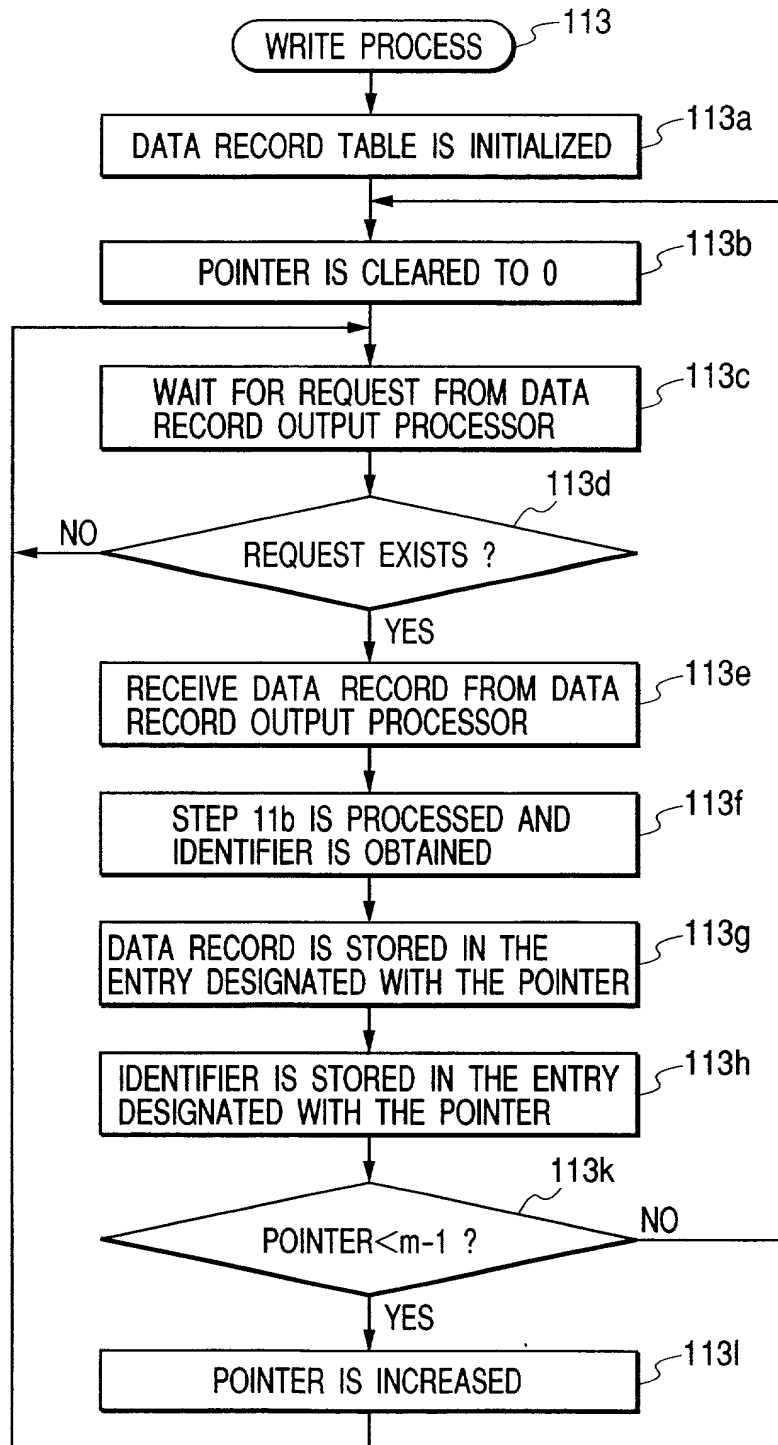 WRITE PROCESS
113
DATA RECORD TABLE IS INITIALIZED
113a
POINTER IS CLEARED TO 0
113b
WAIT FOR REQUEST FROM DATA
RECORD OUTPUT PROCESSOR
113c
113d
NO
REQUEST EXISTS ?
YES
RECEIVE DATA RECORD FROM DATA
RECORD OUTPUT PROCESSOR
113e
STEP 11b IS PROCESSED AND
IDENTIFIER IS OBTAINED
113f
DATA RECORD IS STORED IN THE
ENTRY DESIGNATED WITH THE POINTER
113g
IDENTIFIER IS STORED IN THE ENTRY
DESIGNATED WITH THE POINTER
113h
113k
POINTER<m-1 ?
NO
YES
POINTER IS INCREASED
113l